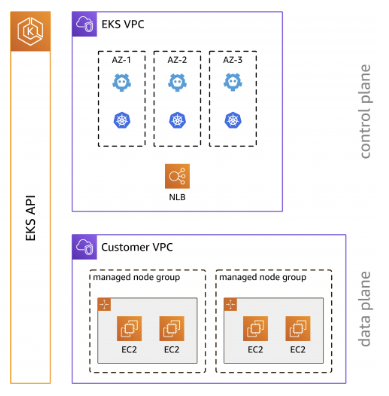 EKS API
EKS VPC
AZ-1 AZ-2 AZ-3
NLB
control plane
Customer VPC
managed node group managed node group
EC2 EC2 EC2 EC2
data plane